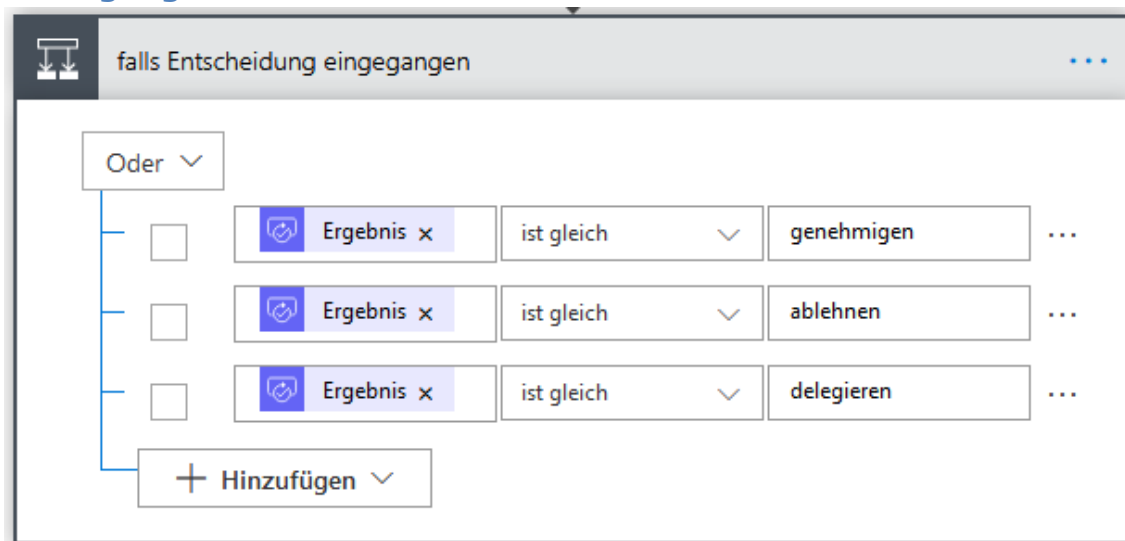 falls Entscheidung eingegangen
Oder
Ergebnis ist gleich genehmigen
Ergebnis ist gleich ablehnen
Ergebnis ist gleich delegieren
Hinzufügen